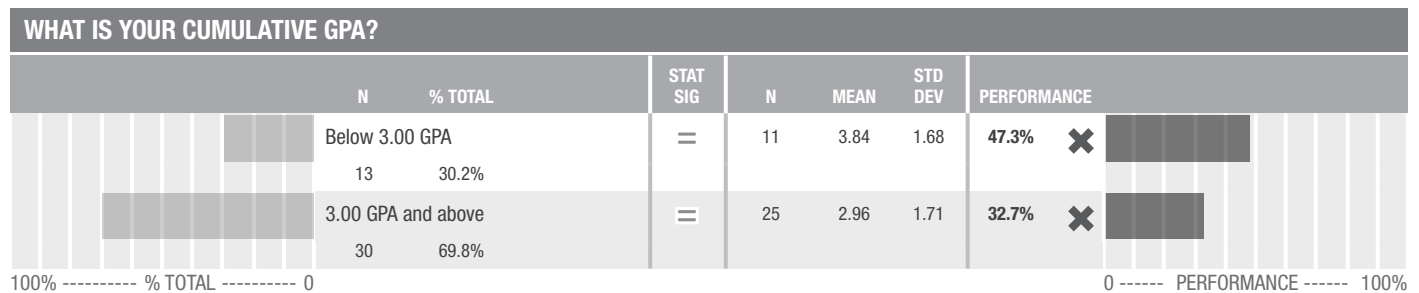 WHAT IS YOUR CUMULATIVE GPA?
N % TOTAL STAT SIG N MEAN STD DEV PERFORMANCE
Below 3.00 GPA = 11 3.84 1.68 47.3% ✖
13 30.2%
3.00 GPA and above = 25 2.96 1.71 32.7% ✖
30 69.8%
100% ---------- % TOTAL ---------- 0 0 ------ PERFORMANCE ------ 100%